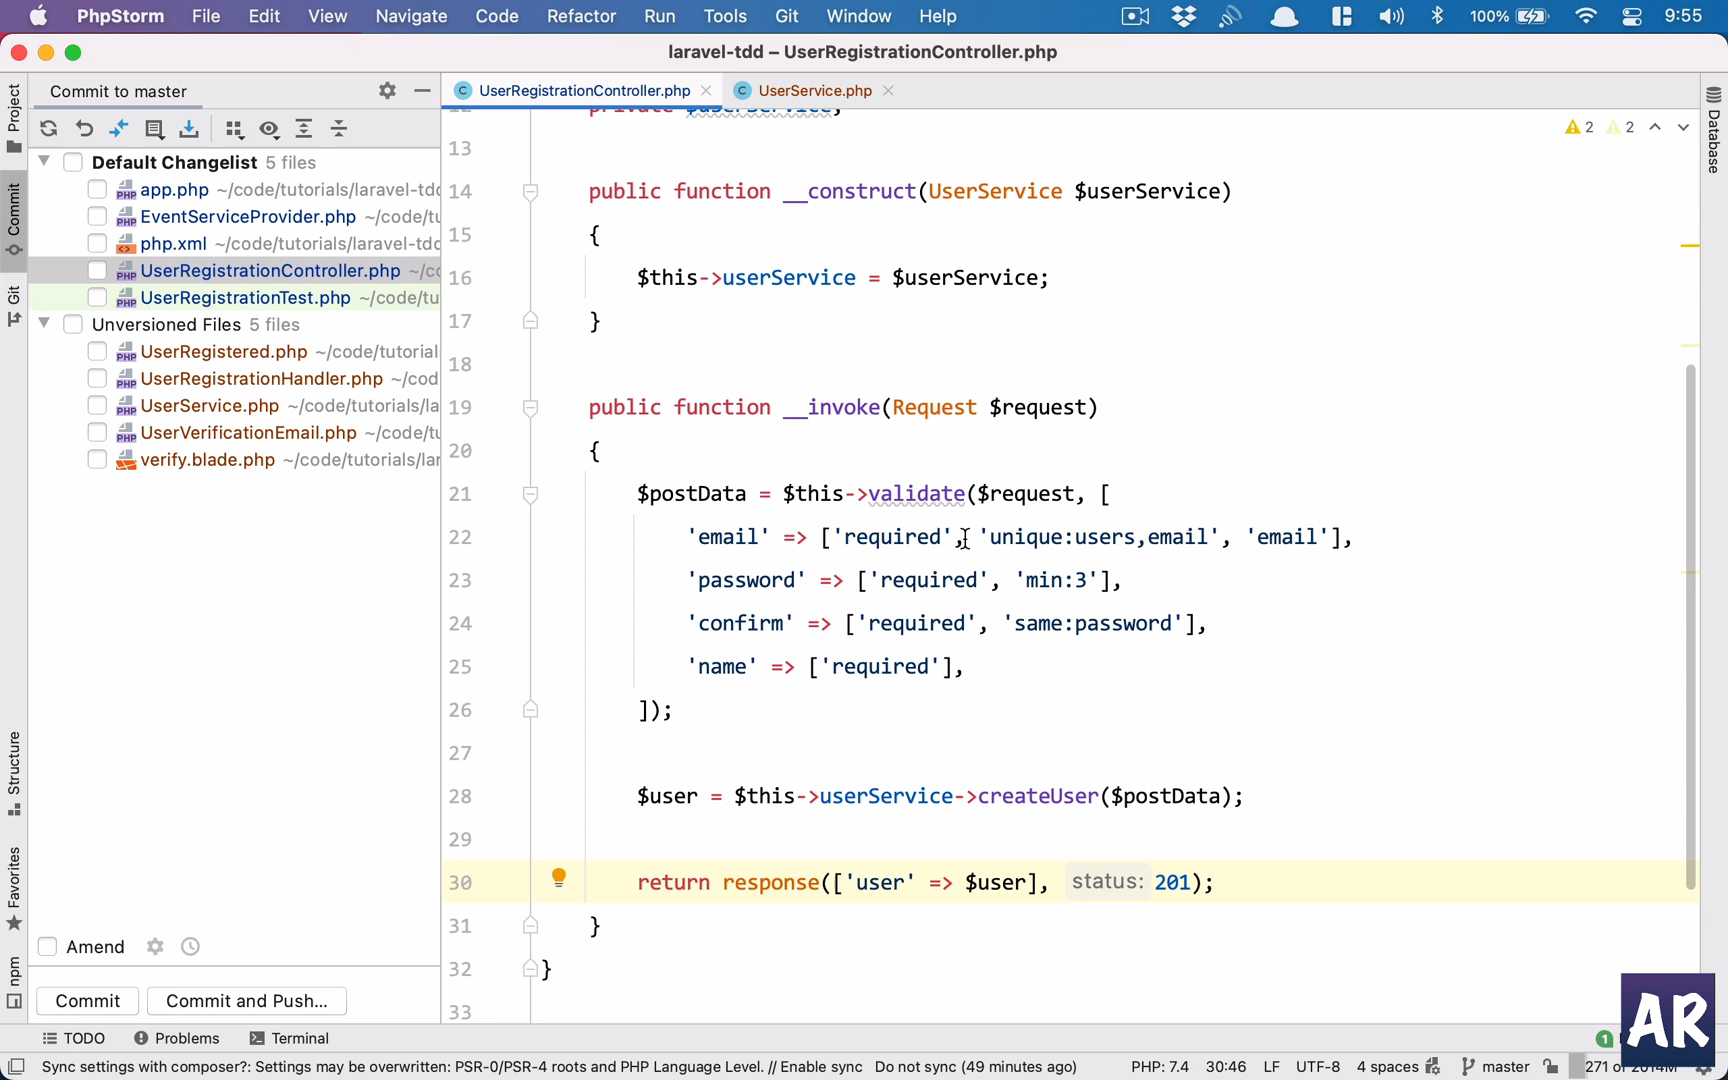 PhpStorm File Edit View Navigate Code Refactor Run Tools Git Window Help 100% 9:55
laravel-tdd – UserRegistrationController.php
Project
Commit
Git
Structure
Favorites
npm
Commit to master
Default Changelist 5 files
app.php ~/code/tutorials/laravel-tdd
EventServiceProvider.php ~/code/tu
php.xml ~/code/tutorials/laravel-tdd
UserRegistrationController.php ~/co
UserRegistrationTest.php ~/code/tu
Unversioned Files 5 files
UserRegistered.php ~/code/tutorial
UserRegistrationHandler.php ~/cod
UserService.php ~/code/tutorials/la
UserVerificationEmail.php ~/code/tu
verify.blade.php ~/code/tutorials/lar
Amend
Commit Commit and Push...
UserRegistrationController.php UserService.php
2 2
Database
12 private $userService;
13
14 public function __construct(UserService $userService)
15 {
16 $this->userService = $userService;
17 }
18
19 public function __invoke(Request $request)
20 {
21 $postData = $this->validate($request, [
22 'email' => ['required', 'unique:users,email', 'email'],
23 'password' => ['required', 'min:3'],
24 'confirm' => ['required', 'same:password'],
25 'name' => ['required'],
26 ]);
27
28 $user = $this->userService->createUser($postData);
29
30 return response(['user' => $user], status: 201);
31 }
32 }
33
TODO Problems Terminal 1
AR
Sync settings with composer?: Settings may be overwritten: PSR-0/PSR-4 roots and PHP Language Level. // Enable sync Do not sync (49 minutes ago) PHP: 7.4 30:46 LF UTF-8 4 spaces master 271 of 2014M